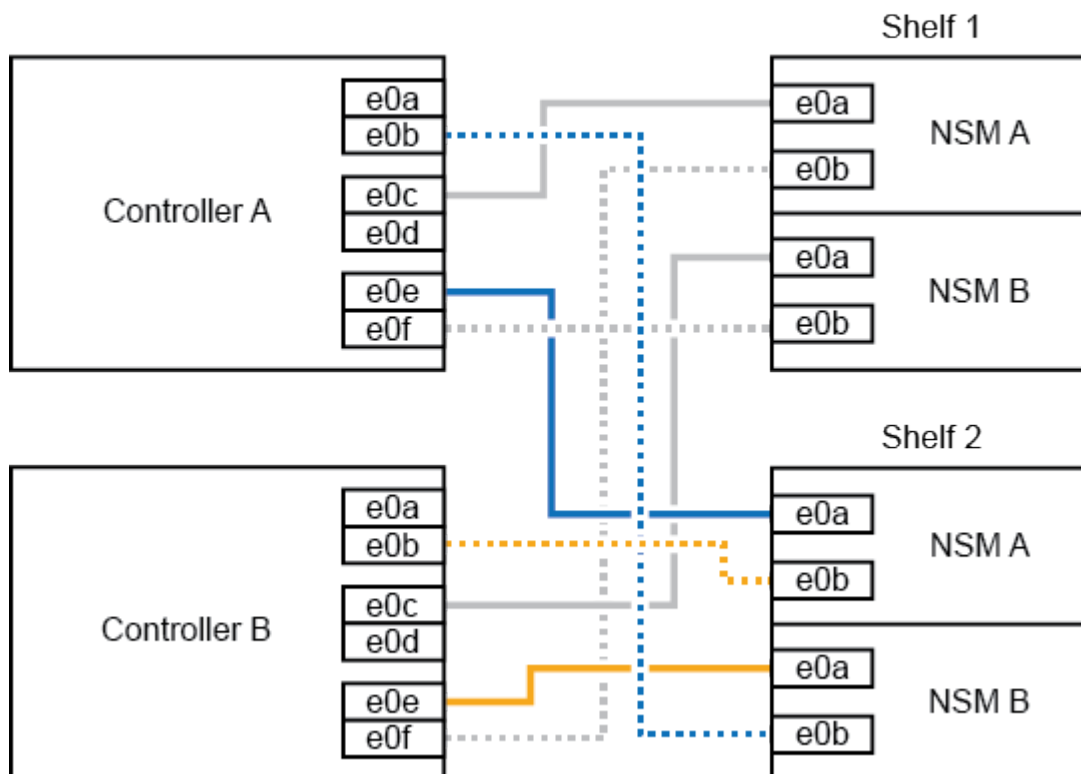 Controller A
e0a
e0b
e0c
e0d
e0e
e0f
Shelf 1
e0a
e0b
NSM A
e0a
e0b
NSM B
Controller B
e0a
e0b
e0c
e0d
e0e
e0f
Shelf 2
e0a
e0b
NSM A
e0a
e0b
NSM B